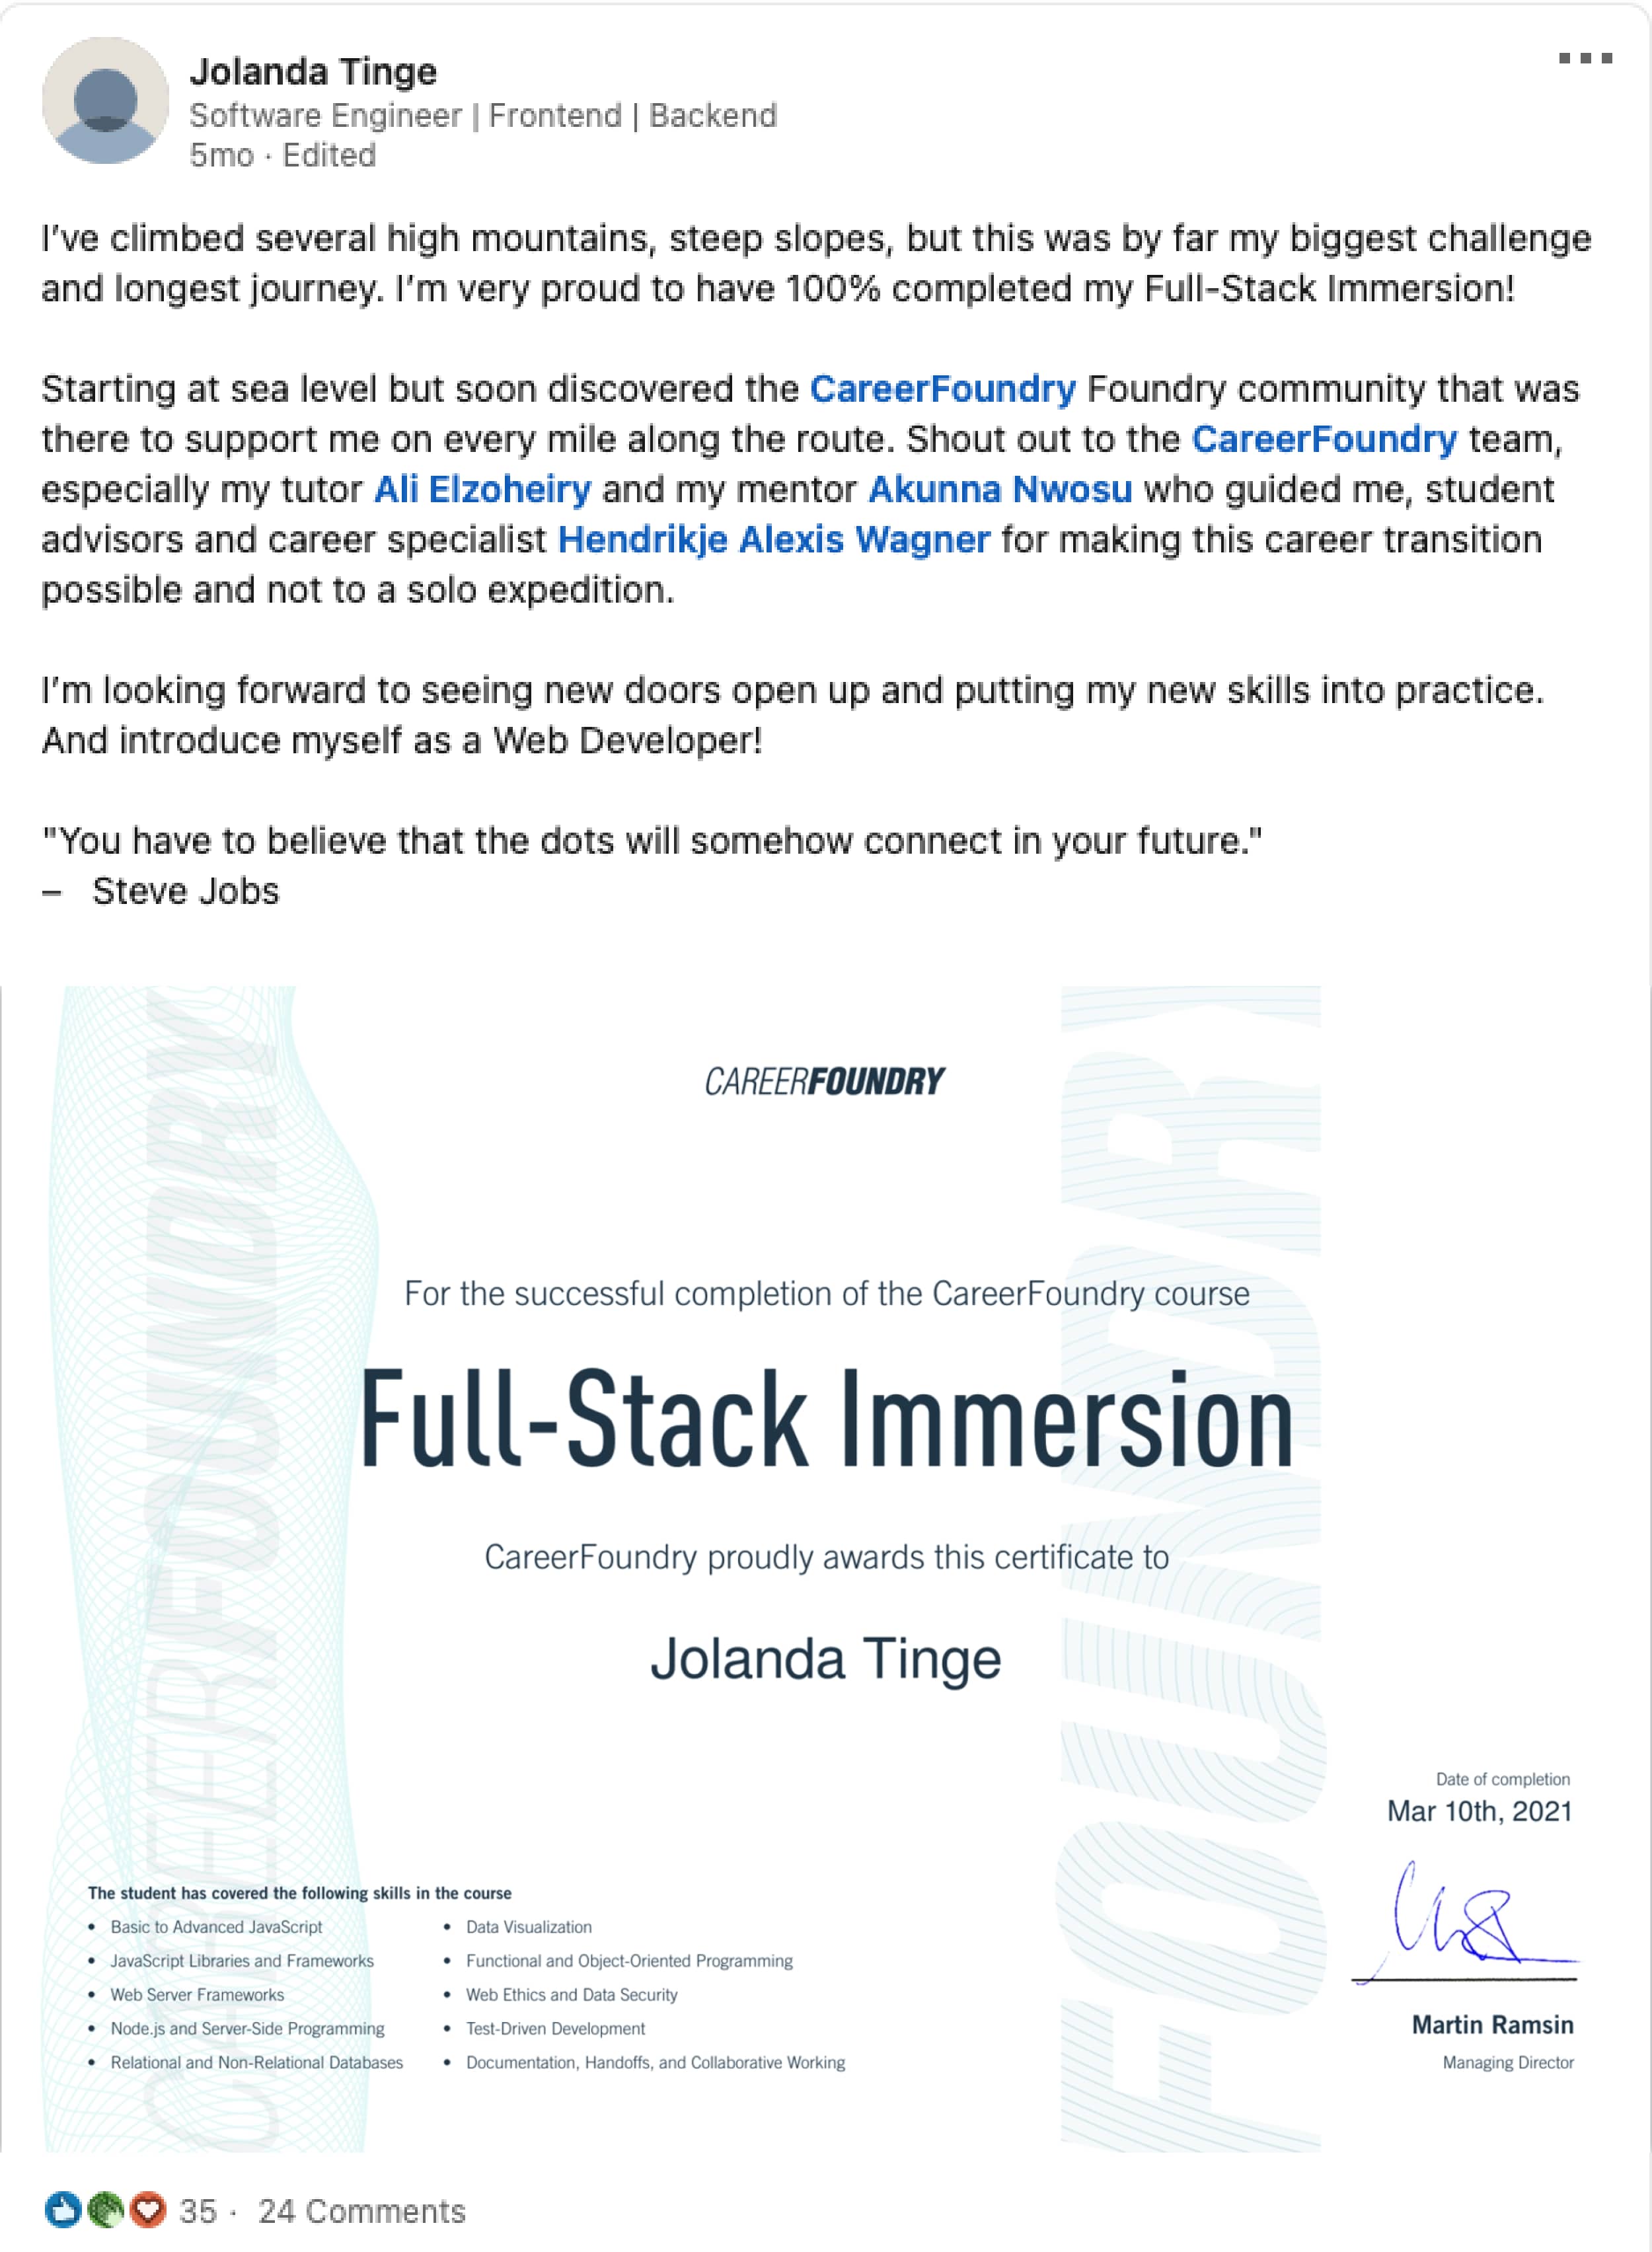 Jolanda Tinge
Software Engineer | Frontend | Backend
5mo · Edited
I've climbed several high mountains, steep slopes, but this was by far my biggest challenge
and longest journey. I'm very proud to have 100% completed my Full-Stack Immersion!
Starting at sea level but soon discovered the CareerFoundry Foundry community that was
there to support me on every mile along the route. Shout out to the CareerFoundry team,
especially my tutor Ali Elzoheiry and my mentor Akunna Nwosu who guided me, student
advisors and career specialist Hendrikje Alexis Wagner for making this career transition
possible and not to a solo expedition.
I'm looking forward to seeing new doors open up and putting my new skills into practice.
And introduce myself as a Web Developer!
"You have to believe that the dots will somehow connect in your future."
– Steve Jobs
CAREERFOUNDRY
CAREERFOUNDRY
FOUNDRY
For the successful completion of the CareerFoundry course
Full-Stack Immersion
CareerFoundry proudly awards this certificate to
Jolanda Tinge
Date of completion
Mar 10th, 2021
The student has covered the following skills in the course
• Basic to Advanced JavaScript
• JavaScript Libraries and Frameworks
• Web Server Frameworks
• Node.js and Server-Side Programming
• Relational and Non-Relational Databases
• Data Visualization
• Functional and Object-Oriented Programming
• Web Ethics and Data Security
• Test-Driven Development
• Documentation, Handoffs, and Collaborative Working
Martin Ramsin
Managing Director
35 · 24 Comments